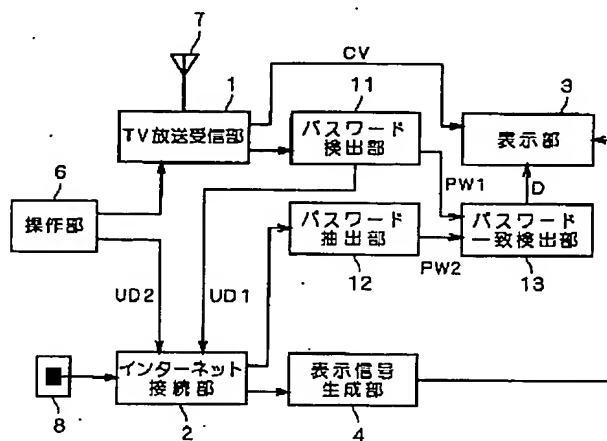 7
CV
1
11
3
TV放送受信部
パスワード
検出部
表示部
6
PW1
D
操作部
パスワード
抽出部
パスワード
一致検出部
PW2
12
13
UD2
UD1
インターネット
接続部
表示信号
生成部
8
2
4